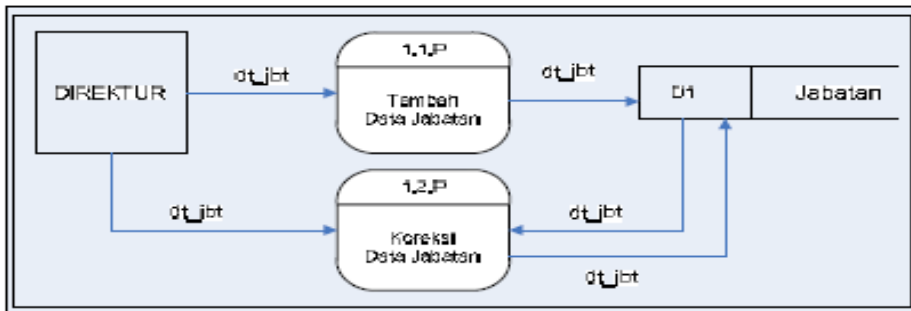 1.1.P
DIREKTUR
dt_jbt
Tambah
Data Jabatan
dt_jbt
D1
Jabatan
1.2.P
dt_jbt
Koreksi
Data Jabatan
dt_jbt
dt_jbt